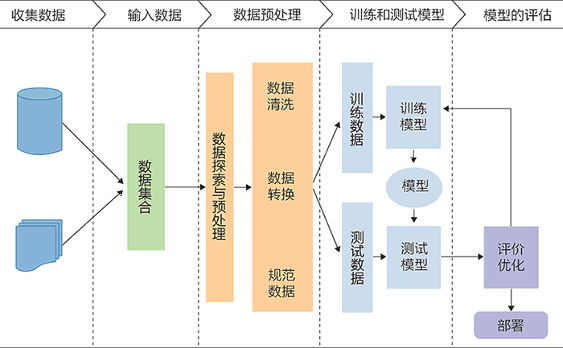 收集数据
输入数据
数据预处理
训练和测试模型
模型的评估
数据集合
数据探索与预处理
数据
清洗
数据
转换
规范
数据
训练数据
训练
模型
模型
测试数据
测试
模型
评价
优化
部署